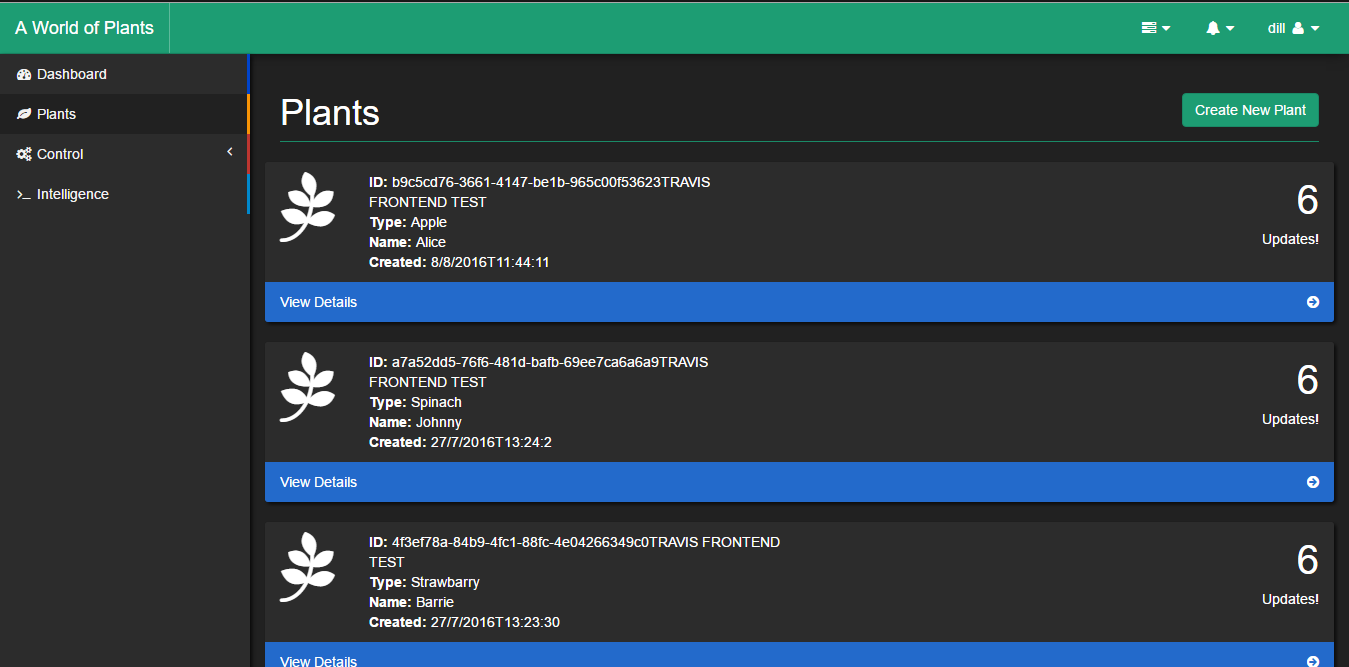 A World of Plants
dill
Dashboard
Plants
Control
Intelligence
Plants
Create New Plant
ID: b9c5cd76-3661-4147-be1b-965c00f53623TRAVIS
FRONTEND TEST
Type: Apple
Name: Alice
Created: 8/8/2016T11:44:11
6
Updates!
View Details
ID: a7a52dd5-76f6-481d-bafb-69ee7ca6a6a9TRAVIS
FRONTEND TEST
Type: Spinach
Name: Johnny
Created: 27/7/2016T13:24:2
6
Updates!
View Details
ID: 4f3ef78a-84b9-4fc1-88fc-4e04266349c0TRAVIS FRONTEND
TEST
Type: Strawbarry
Name: Barrie
Created: 27/7/2016T13:23:30
6
Updates!
View Details